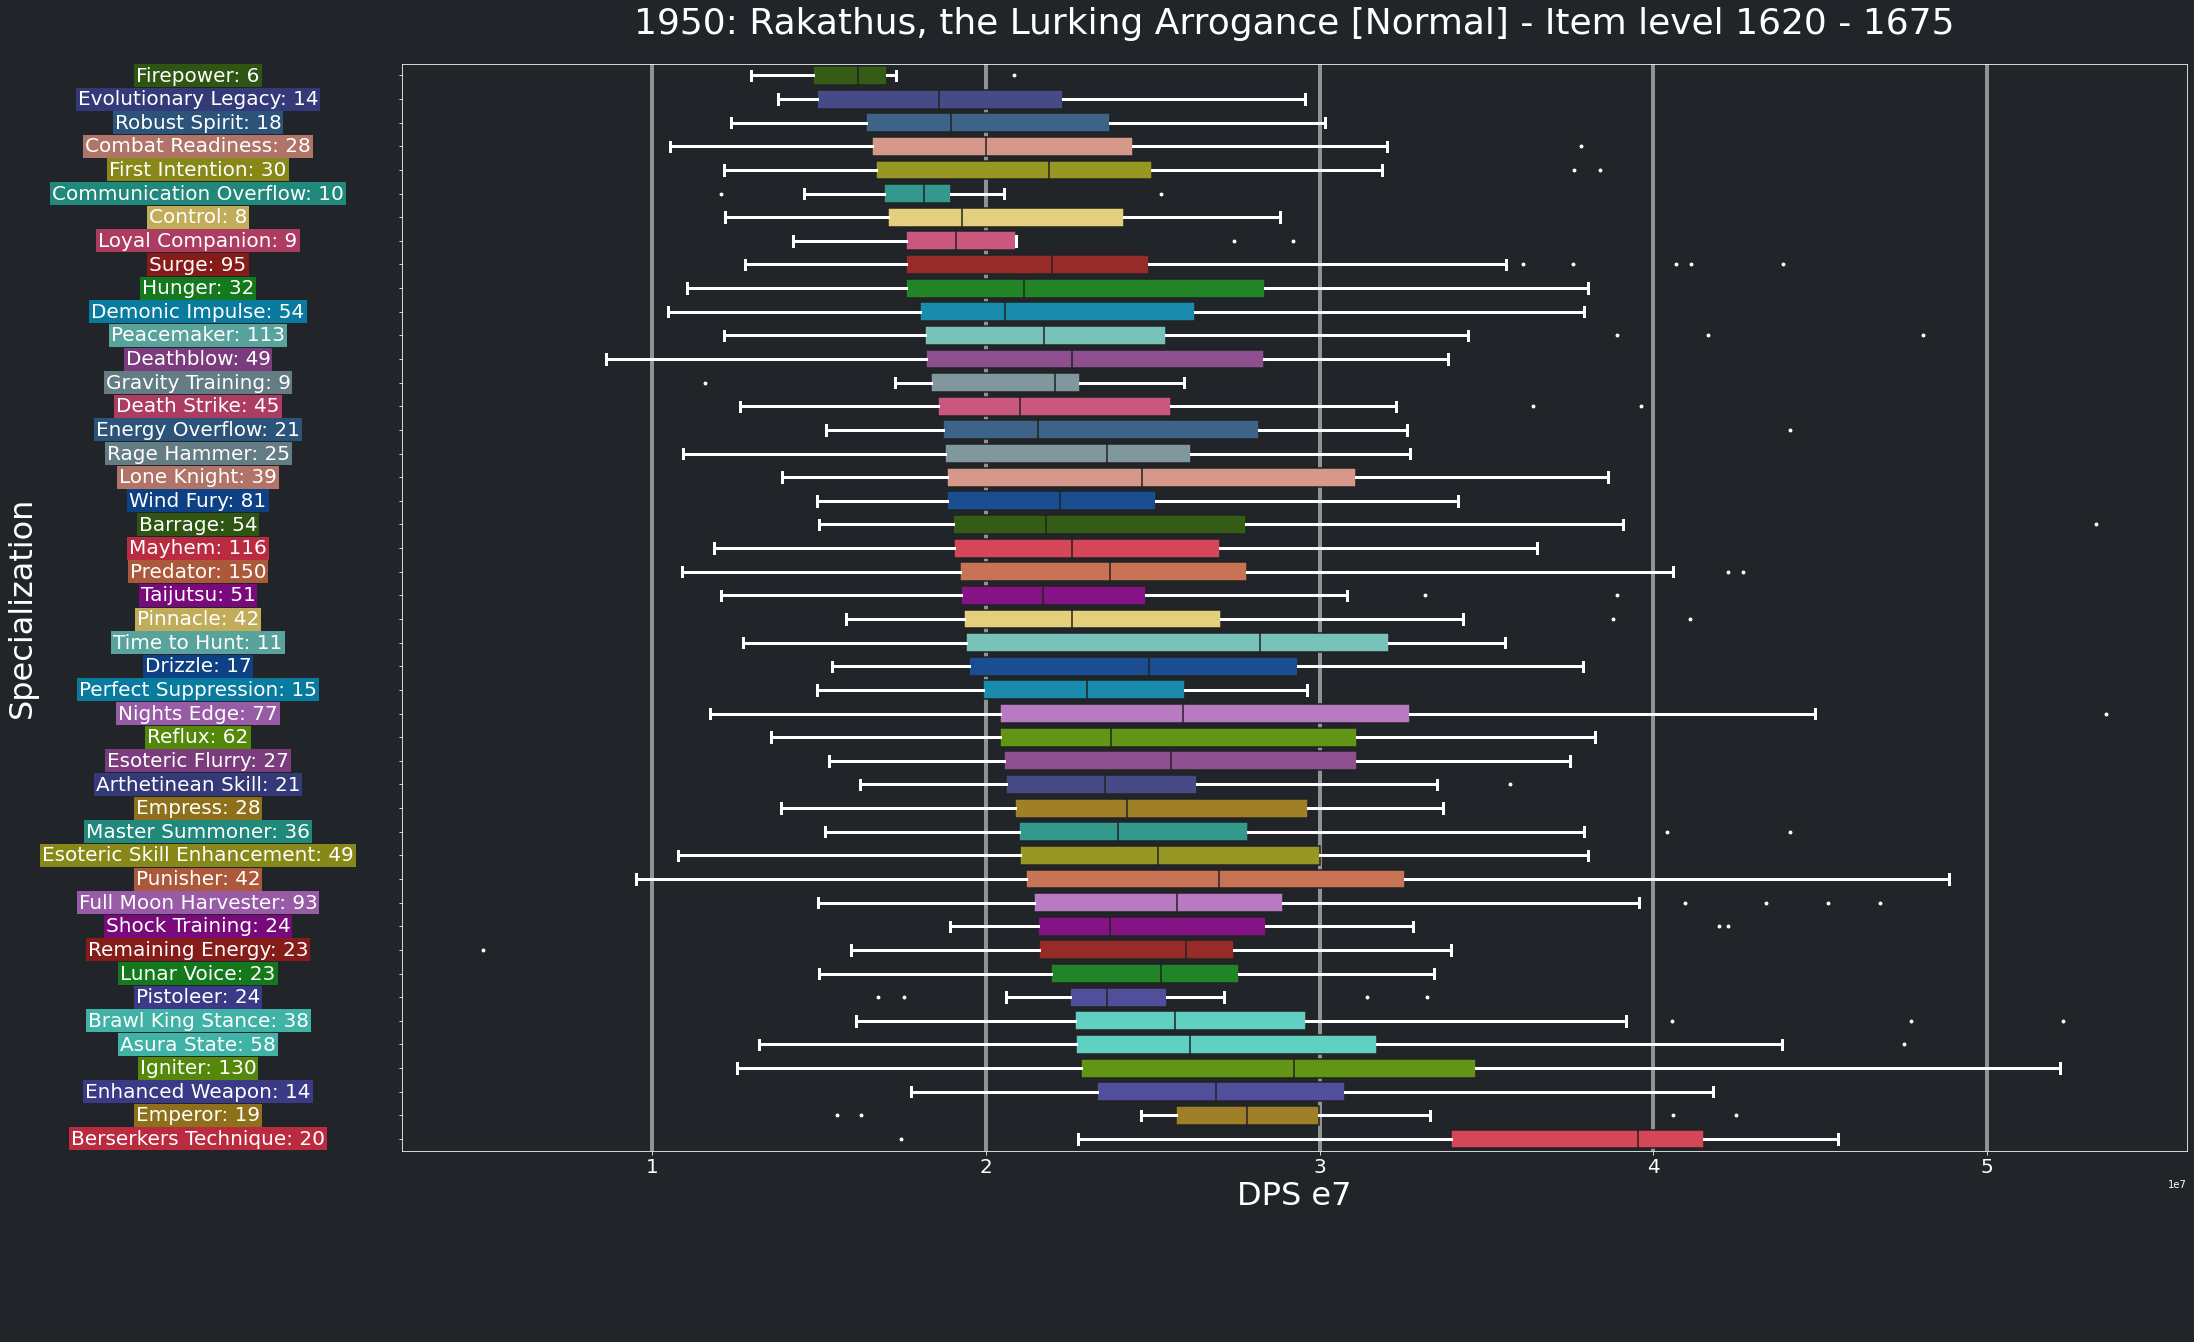 1950: Rakathus, the Lurking Arrogance [Normal] - Item level 1620 - 1675
Firepower: 6
Evolutionary Legacy: 14
Robust Spirit: 18
Combat Readiness: 28
First Intention: 30
Communication Overflow: 10
Control: 8
Loyal Companion: 9
Surge: 95
Hunger: 32
Demonic Impulse: 54
Peacemaker: 113
Deathblow: 49
Gravity Training: 9
Death Strike: 45
Energy Overflow: 21
Rage Hammer: 25
Lone Knight: 39
Wind Fury: 81
Barrage: 54
Mayhem: 116
Predator: 150
Taijutsu: 51
Pinnacle: 42
Time to Hunt: 11
Drizzle: 17
Perfect Suppression: 15
Nights Edge: 77
Reflux: 62
Esoteric Flurry: 27
Arthetinean Skill: 21
Empress: 28
Master Summoner: 36
Esoteric Skill Enhancement: 49
Punisher: 42
Full Moon Harvester: 93
Shock Training: 24
Remaining Energy: 23
Lunar Voice: 23
Pistoleer: 24
Brawl King Stance: 38
Asura State: 58
Igniter: 130
Enhanced Weapon: 14
Emperor: 19
Berserkers Technique: 20
Specialization
1 2 3 4 5
1e7
DPS e7